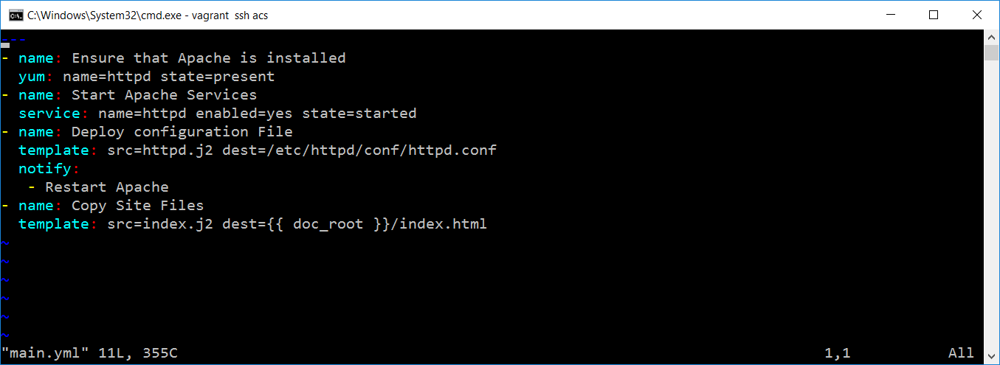 C:\Windows\System32\cmd.exe - vagrant  ssh acs
---
- name: Ensure that Apache is installed
  yum: name=httpd state=present
- name: Start Apache Services
  service: name=httpd enabled=yes state=started
- name: Deploy configuration File
  template: src=httpd.j2 dest=/etc/httpd/conf/httpd.conf
  notify:
   - Restart Apache
- name: Copy Site Files
  template: src=index.j2 dest={{ doc_root }}/index.html
~
~
~
~
~
~
"main.yml" 11L, 355C 1,1 All